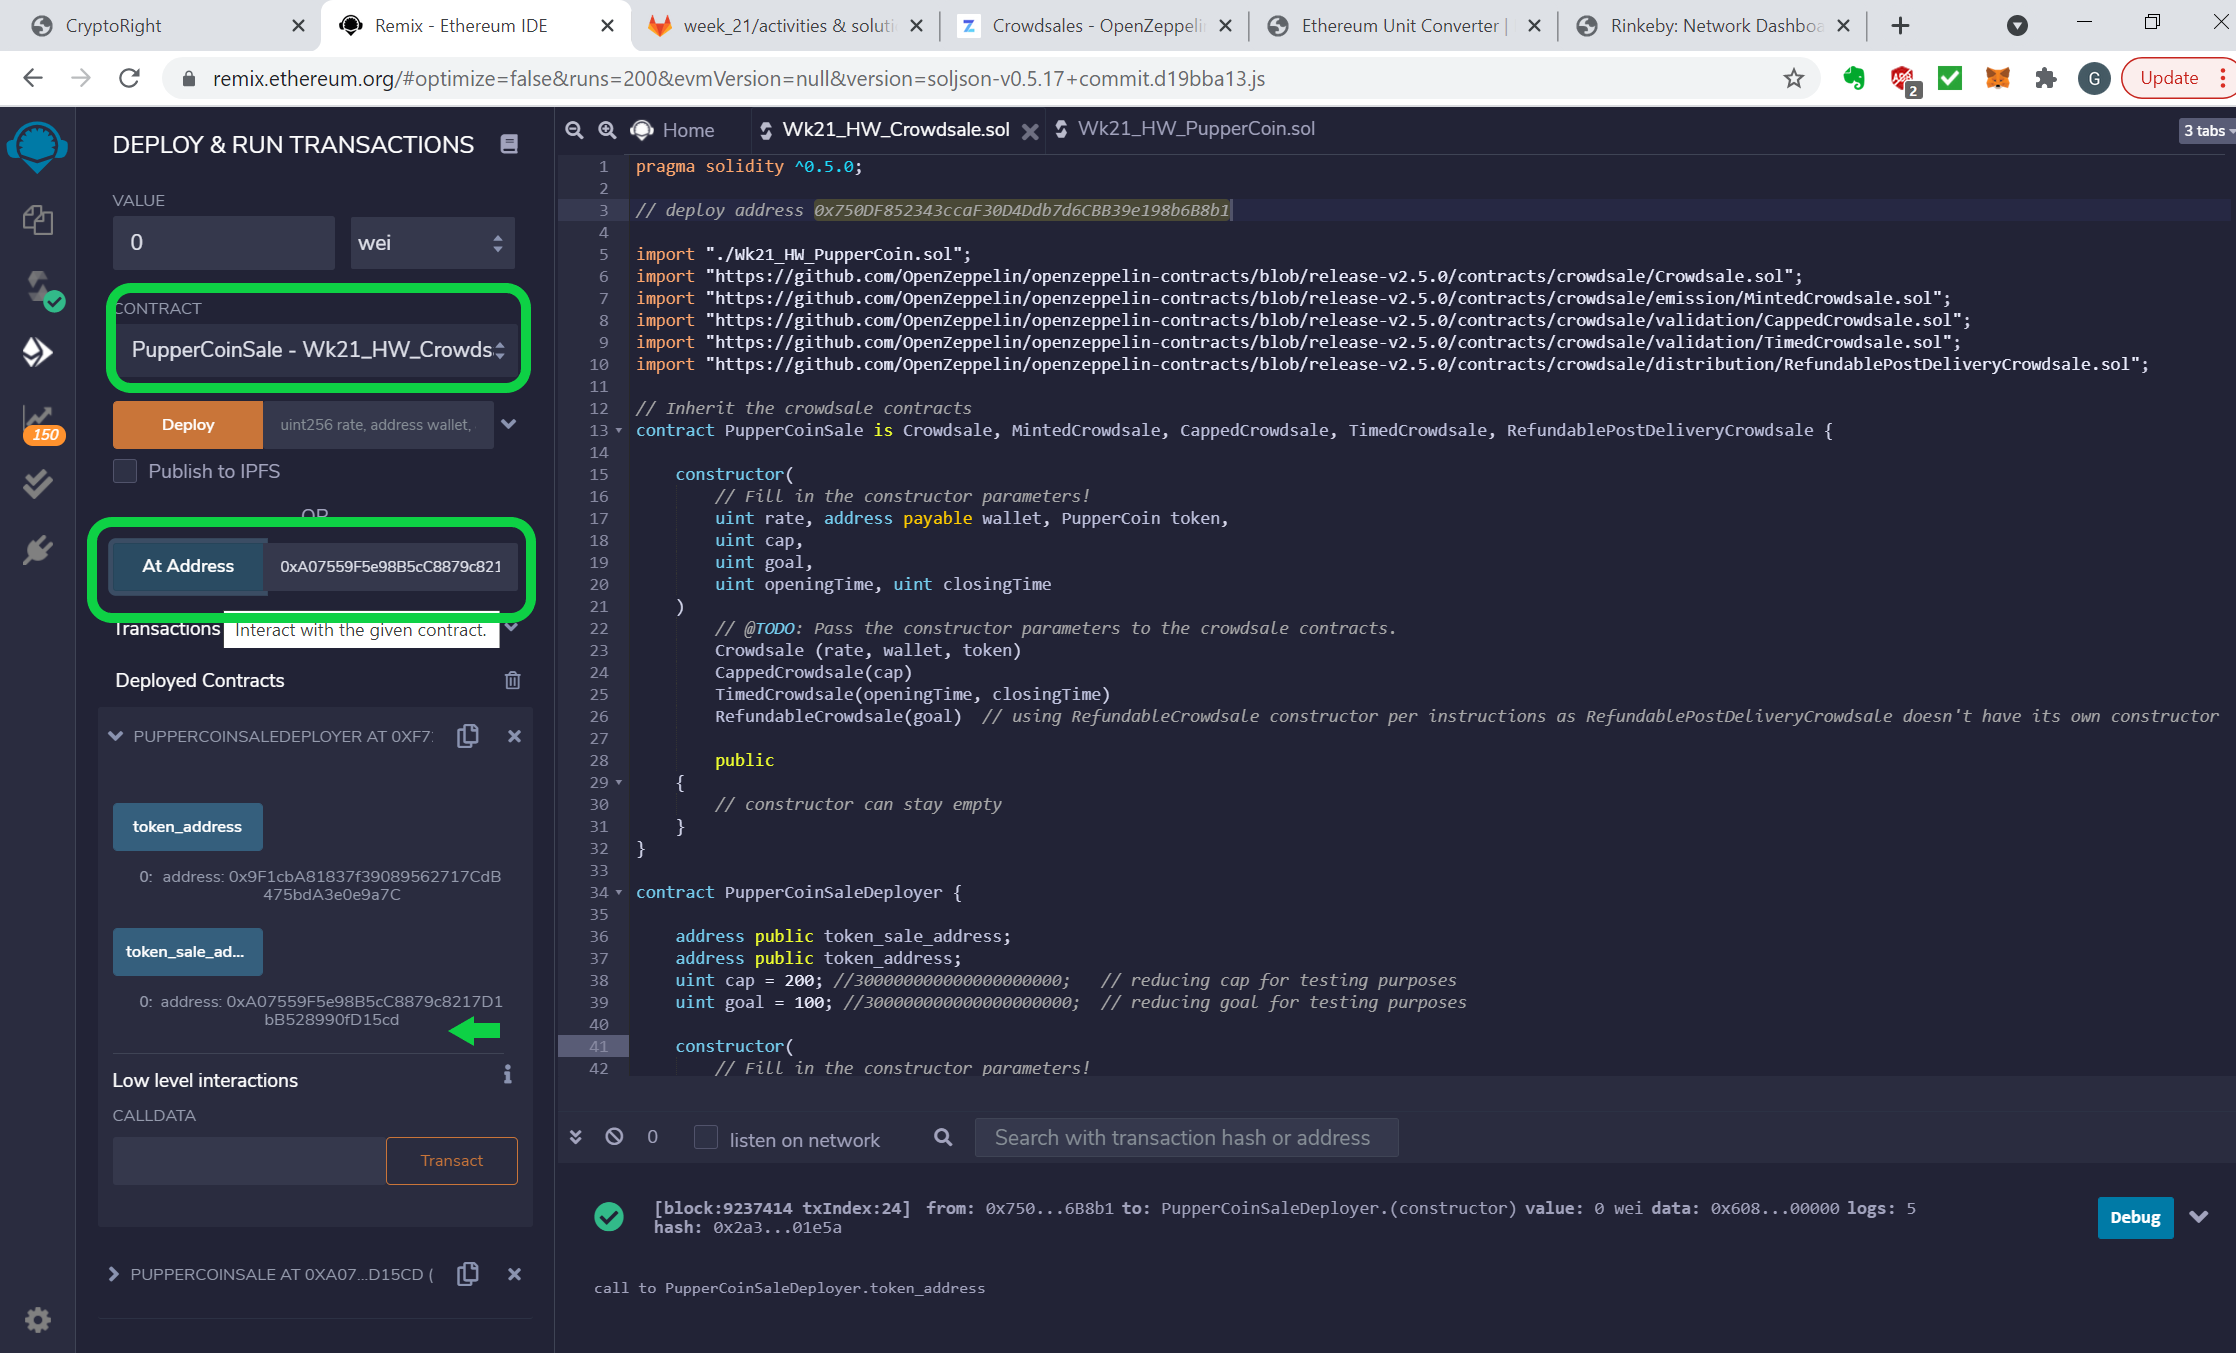 CryptoRight
Remix - Ethereum IDE
week_21/activities & soluti
Crowdsales - OpenZeppeli
Ethereum Unit Converter |
Rinkeby: Network Dashboa
remix.ethereum.org/#optimize=false&runs=200&evmVersion=null&version=soljson-v0.5.17+commit.d19bba13.js
2
G
Update
DEPLOY & RUN TRANSACTIONS
VALUE
0
wei
CONTRACT
PupperCoinSale - Wk21_HW_Crowds
Deploy
uint256 rate, address wallet,
Publish to IPFS
OR
At Address
0xA07559F5e98B5cC8879c821
Transactions
Interact with the given contract.
Deployed Contracts
PUPPERCOINSALEDEPLOYER AT 0XF7
token_address
0: address: 0x9F1cbA81837f39089562717CdB
475bdA3e0e9a7C
token_sale_ad...
0: address: 0xA07559F5e98B5cC8879c8217D1
bB528990fD15cd
Low level interactions
CALLDATA
Transact
PUPPERCOINSALE AT 0XA07...D15CD (
150
Home
Wk21_HW_Crowdsale.sol
Wk21_HW_PupperCoin.sol
3 tabs
1 pragma solidity ^0.5.0;
2
3 // deploy address 0x750DF852343ccaF30D4Ddb7d6CBB39e198b6B8b1
4
5 import "./Wk21_HW_PupperCoin.sol";
6 import "https://github.com/OpenZeppelin/openzeppelin-contracts/blob/release-v2.5.0/contracts/crowdsale/Crowdsale.sol";
7 import "https://github.com/OpenZeppelin/openzeppelin-contracts/blob/release-v2.5.0/contracts/crowdsale/emission/MintedCrowdsale.sol";
8 import "https://github.com/OpenZeppelin/openzeppelin-contracts/blob/release-v2.5.0/contracts/crowdsale/validation/CappedCrowdsale.sol";
9 import "https://github.com/OpenZeppelin/openzeppelin-contracts/blob/release-v2.5.0/contracts/crowdsale/validation/TimedCrowdsale.sol";
10 import "https://github.com/OpenZeppelin/openzeppelin-contracts/blob/release-v2.5.0/contracts/crowdsale/distribution/RefundablePostDeliveryCrowdsale.sol";
11
12 // Inherit the crowdsale contracts
13 contract PupperCoinSale is Crowdsale, MintedCrowdsale, CappedCrowdsale, TimedCrowdsale, RefundablePostDeliveryCrowdsale {
14
15 constructor(
16 // Fill in the constructor parameters!
17 uint rate, address payable wallet, PupperCoin token,
18 uint cap,
19 uint goal,
20 uint openingTime, uint closingTime
21 )
22 // @TODO: Pass the constructor parameters to the crowdsale contracts.
23 Crowdsale (rate, wallet, token)
24 CappedCrowdsale(cap)
25 TimedCrowdsale(openingTime, closingTime)
26 RefundableCrowdsale(goal) // using RefundableCrowdsale constructor per instructions as RefundablePostDeliveryCrowdsale doesn't have its own constructor
27
28 public
29 {
30 // constructor can stay empty
31 }
32 }
33
34 contract PupperCoinSaleDeployer {
35
36 address public token_sale_address;
37 address public token_address;
38 uint cap = 200; //300000000000000000000; // reducing cap for testing purposes
39 uint goal = 100; //300000000000000000000; // reducing goal for testing purposes
40
41 constructor(
42 // Fill in the constructor parameters!
0
listen on network
Search with transaction hash or address
[block:9237414 txIndex:24] from: 0x750...6B8b1 to: PupperCoinSaleDeployer.(constructor) value: 0 wei data: 0x608...00000 logs: 5
hash: 0x2a3...01e5a
Debug
call to PupperCoinSaleDeployer.token_address